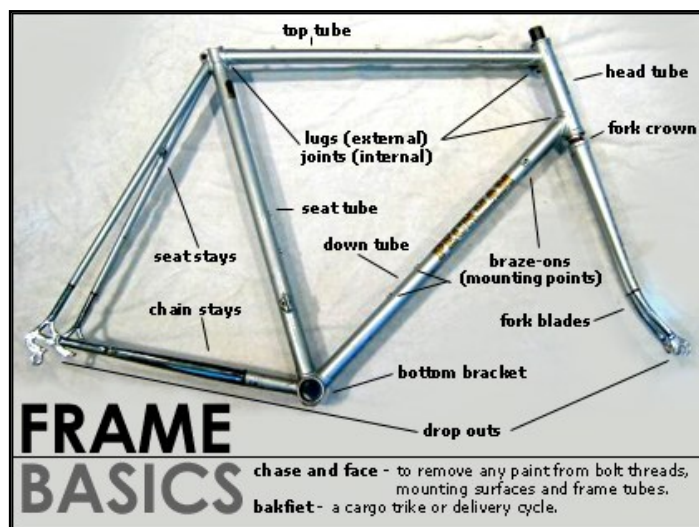 top tube
head tube
lugs (external)
joints (internal)
fork crown
seat tube
seat stays
down tube
braze-ons
(mounting points)
chain stays
fork blades
bottom bracket
drop outs
FRAME
BASICS
chase and face - to remove any paint from bolt threads,
mounting surfaces and frame tubes.
bakfiet - a cargo trike or delivery cycle.